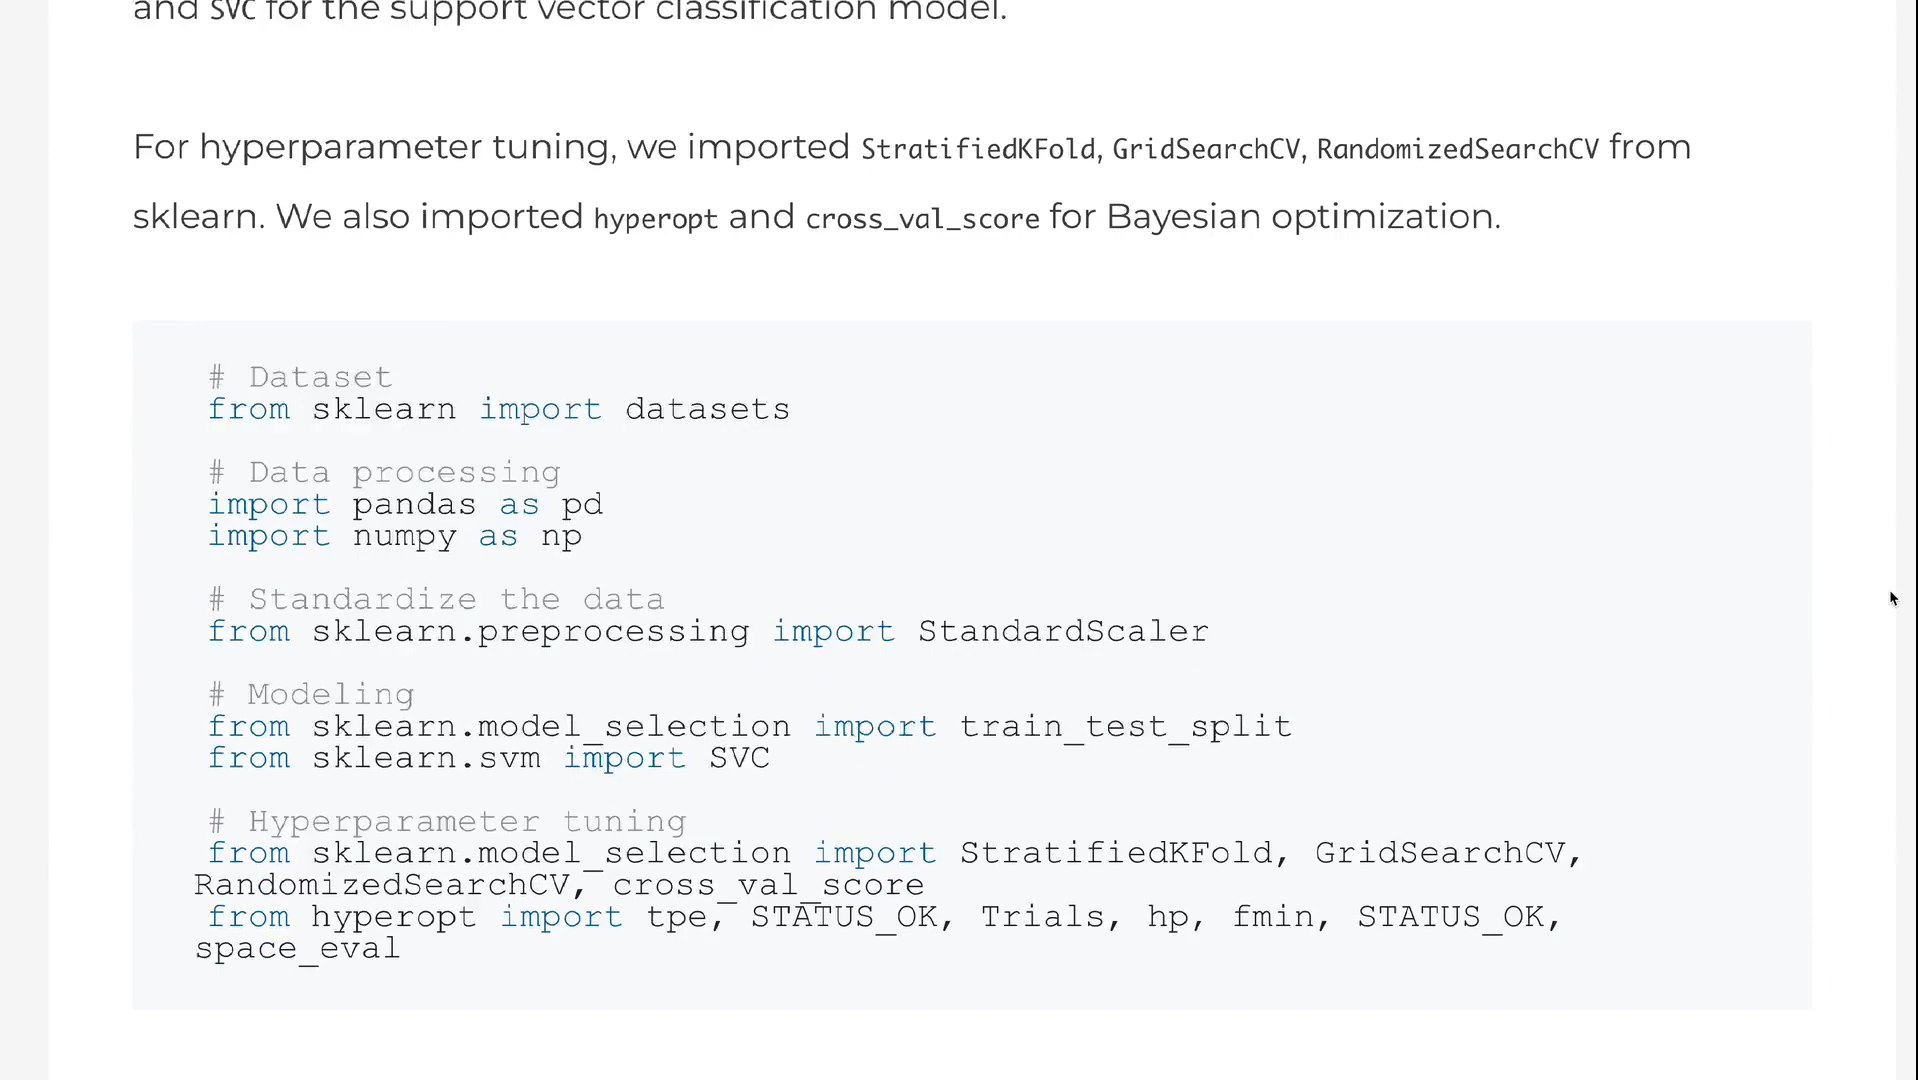 and SVC for the support vector classification model.
For hyperparameter tuning, we imported StratifiedKFold, GridSearchCV, RandomizedSearchCV from
sklearn. We also imported hyperopt and cross_val_score for Bayesian optimization.
# Dataset
from sklearn import datasets
# Data processing
import pandas as pd
import numpy as np
# Standardize the data
from sklearn.preprocessing import StandardScaler
# Modeling
from sklearn.model_selection import train_test_split
from sklearn.svm import SVC
# Hyperparameter tuning
from sklearn.model_selection import StratifiedKFold, GridSearchCV,
RandomizedSearchCV, cross_val_score
from hyperopt import tpe, STATUS_OK, Trials, hp, fmin, STATUS_OK,
space_eval